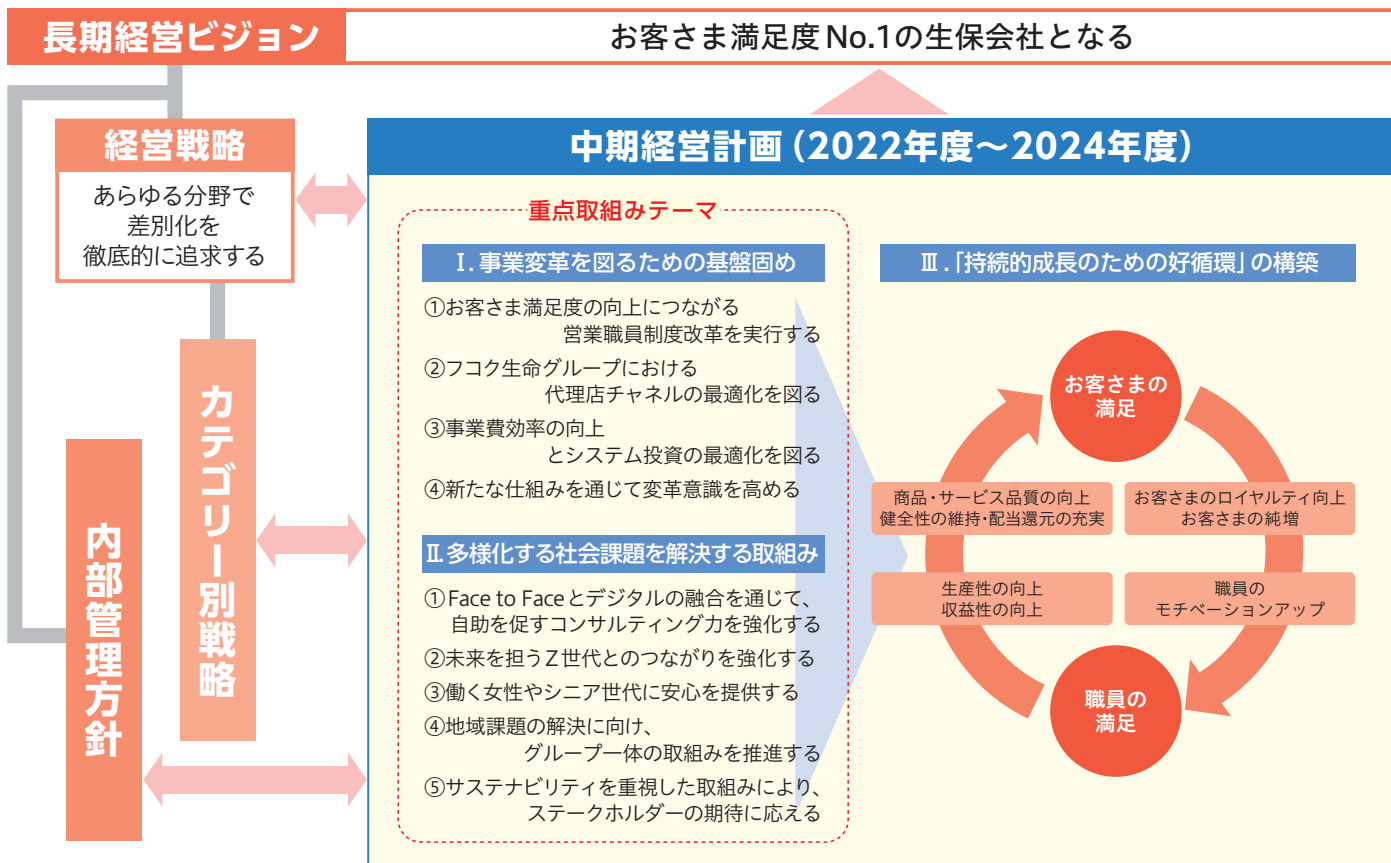 長期経営ビジョン
お客さま満足度No.1の生保会社となる
経営戦略
あらゆる分野で
差別化を
徹底的に追求する
カテゴリー別戦略
内部管理方針
中期経営計画(2022年度~2024年度)
重点取組みテーマ
Ⅰ.事業変革を図るための基盤固め
①お客さま満足度の向上につながる
営業職員制度改革を実行する
②フコク生命グループにおける
代理店チャネルの最適化を図る
③事業費効率の向上
とシステム投資の最適化を図る
④新たな仕組みを通じて変革意識を高める
Ⅱ.多様化する社会課題を解決する取組み
①Face to Faceとデジタルの融合を通じて、
自助を促すコンサルティング力を強化する
②未来を担うZ世代とのつながりを強化する
③働く女性やシニア世代に安心を提供する
④地域課題の解決に向け、
グループ一体の取組みを推進する
⑤サステナビリティを重視した取組みにより、
ステークホルダーの期待に応える
Ⅲ.「持続的成長のための好循環」の構築
お客さまの
満足
商品・サービス品質の向上
健全性の維持・配当還元の充実
お客さまのロイヤルティ向上
お客さまの純増
生産性の向上
収益性の向上
職員の
モチベーションアップ
職員の
満足